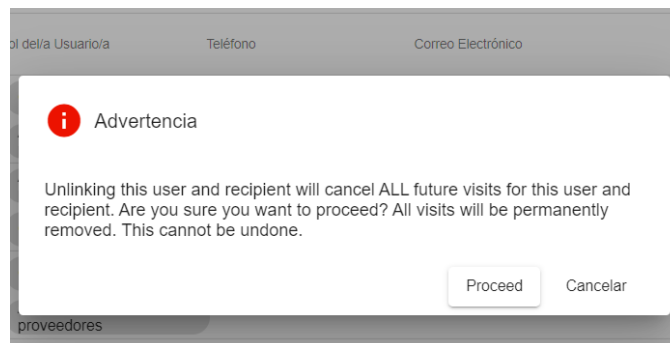 ol del/a Usuario/a Teléfono Correo Electrónico
Advertencia
Unlinking this user and recipient will cancel ALL future visits for this user and
recipient. Are you sure you want to proceed? All visits will be permanently
removed. This cannot be undone.
Proceed Cancelar
proveedores